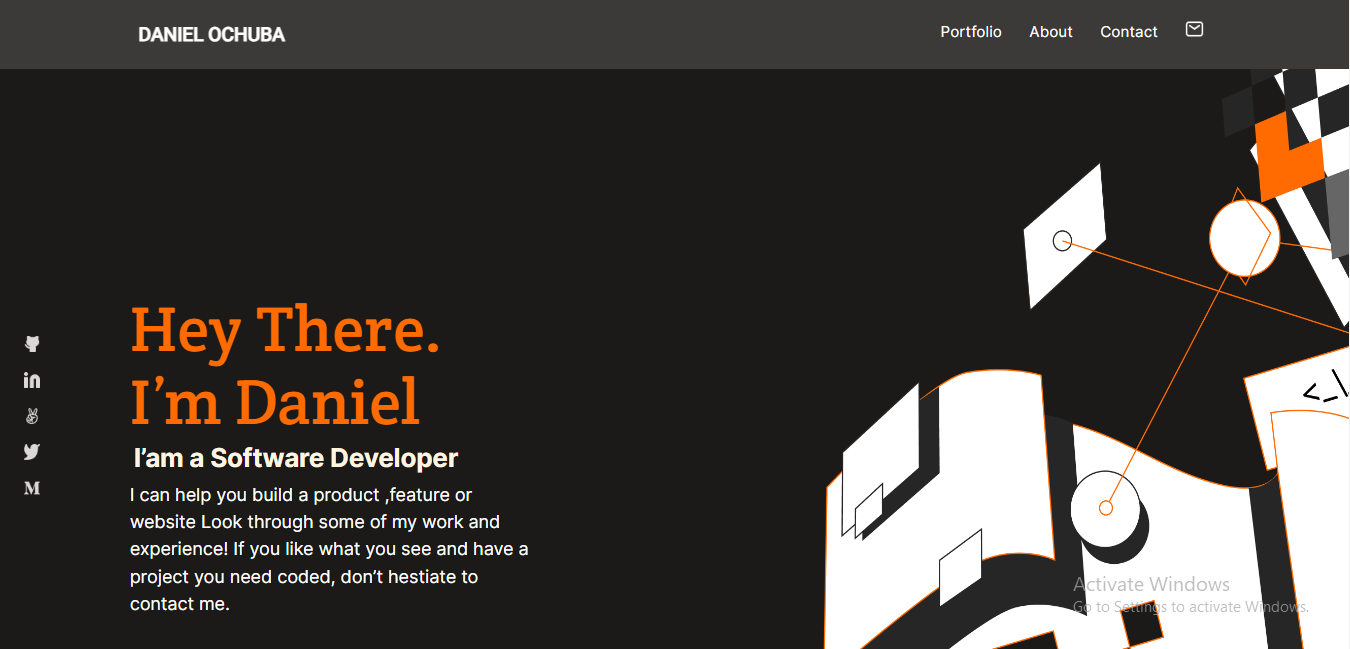 DANIEL OCHUBA
Portfolio About Contact
Hey There.
I’m Daniel
I’am a Software Developer
I can help you build a product ,feature or
website Look through some of my work and
experience! If you like what you see and have a
project you need coded, don’t hestiate to
contact me.
in
M
<_\
Activate Windows
Go to Settings to activate Windows.